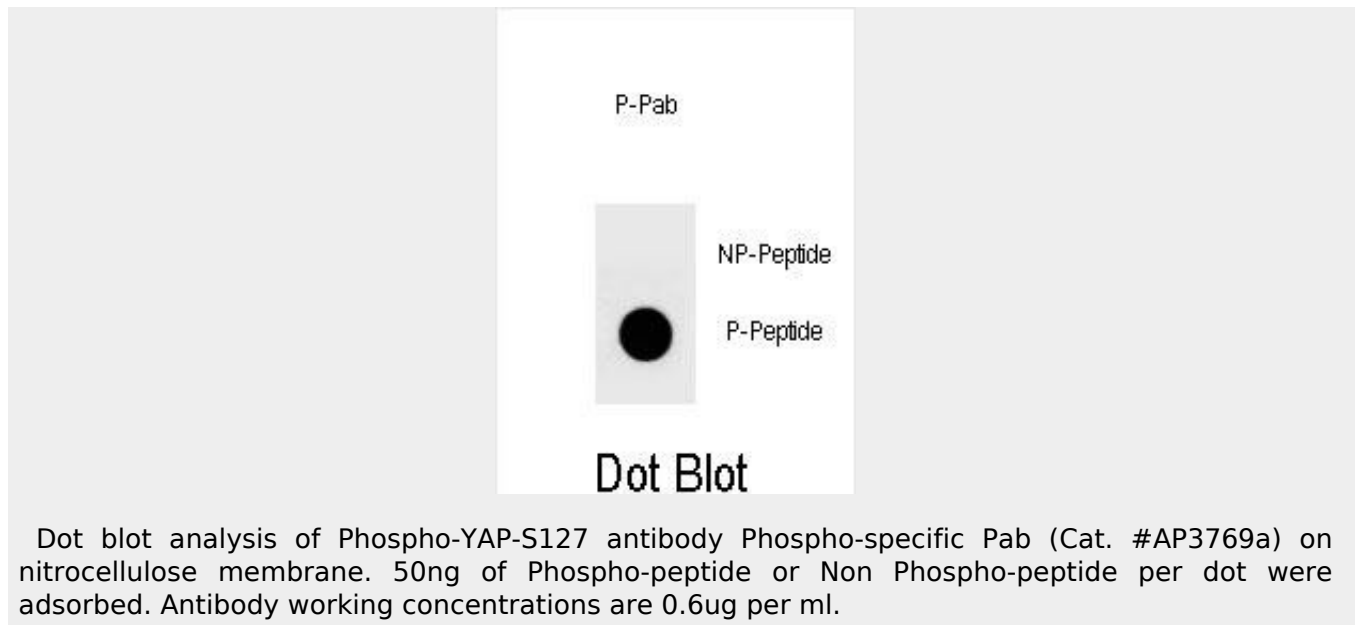 P-Pab
NP-Peptide
P-Peptide
Dot Blot
Dot blot analysis of Phospho-YAP-S127 antibody Phospho-specific Pab (Cat. #AP3769a) on
nitrocellulose membrane. 50ng of Phospho-peptide or Non Phospho-peptide per dot were
adsorbed. Antibody working concentrations are 0.6ug per ml.